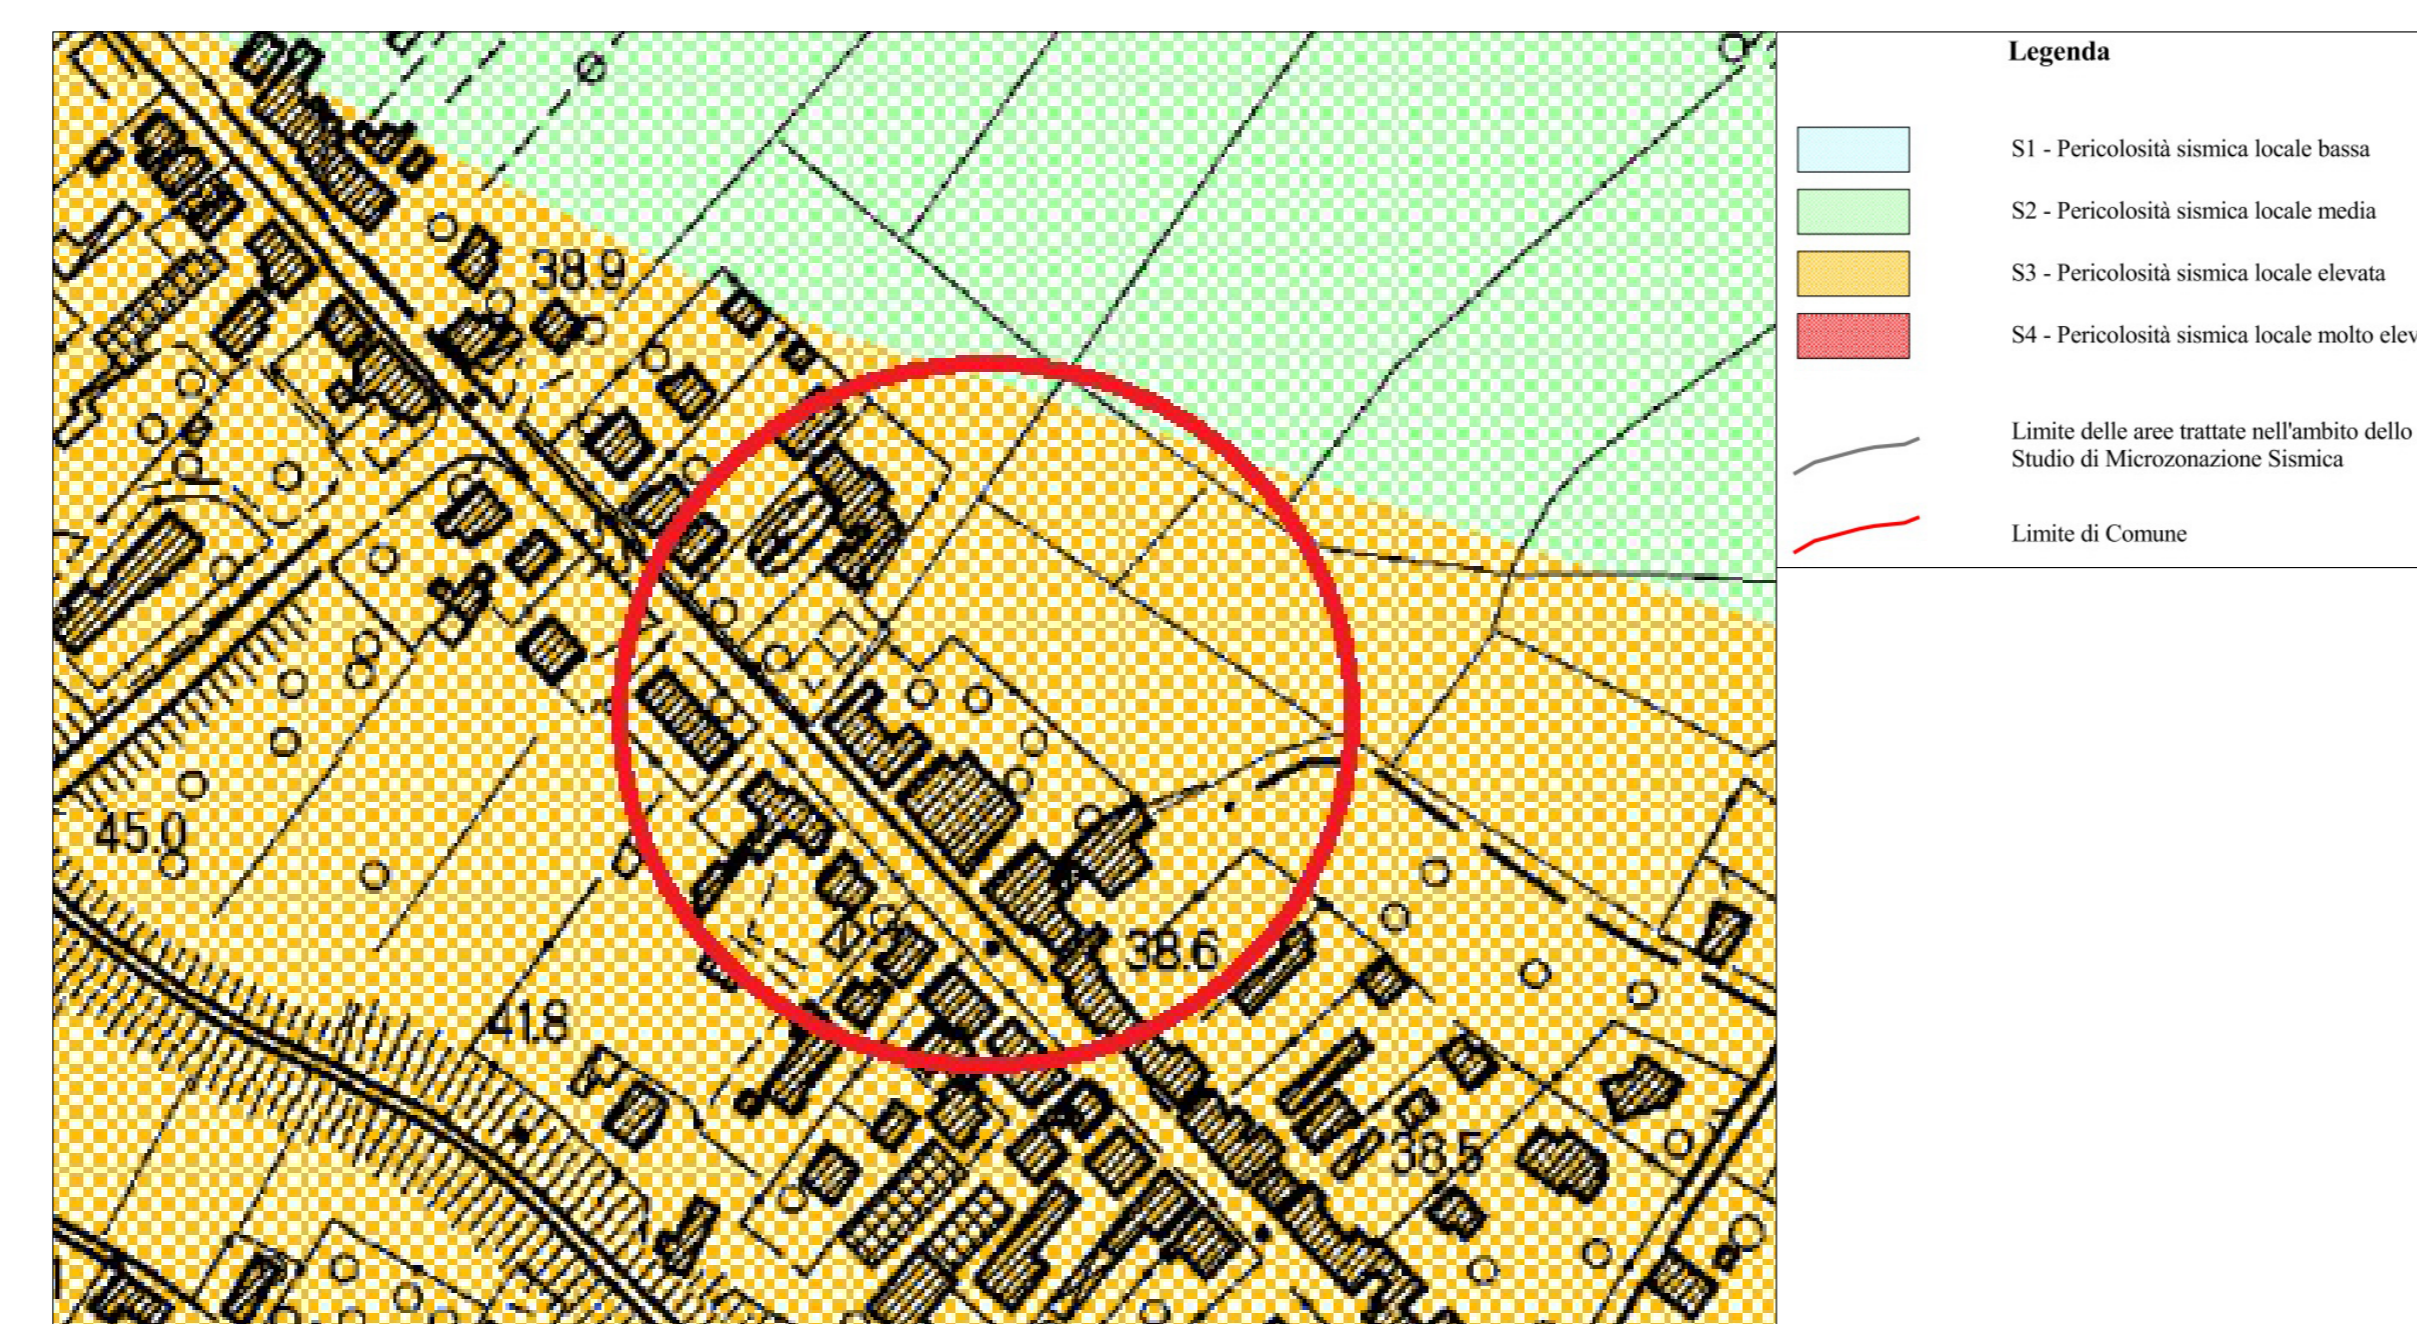 Legenda
S1 - Pericolosità sismica locale bassa
S2 - Pericolosità sismica locale media
S3 - Pericolosità sismica locale elevata
S4 - Pericolosità sismica locale molto elev
Limite delle aree trattate nell'ambito dello
Studio di Microzonazione Sismica
Limite di Comune
38.9
45.0
38.6
41.8
38.5